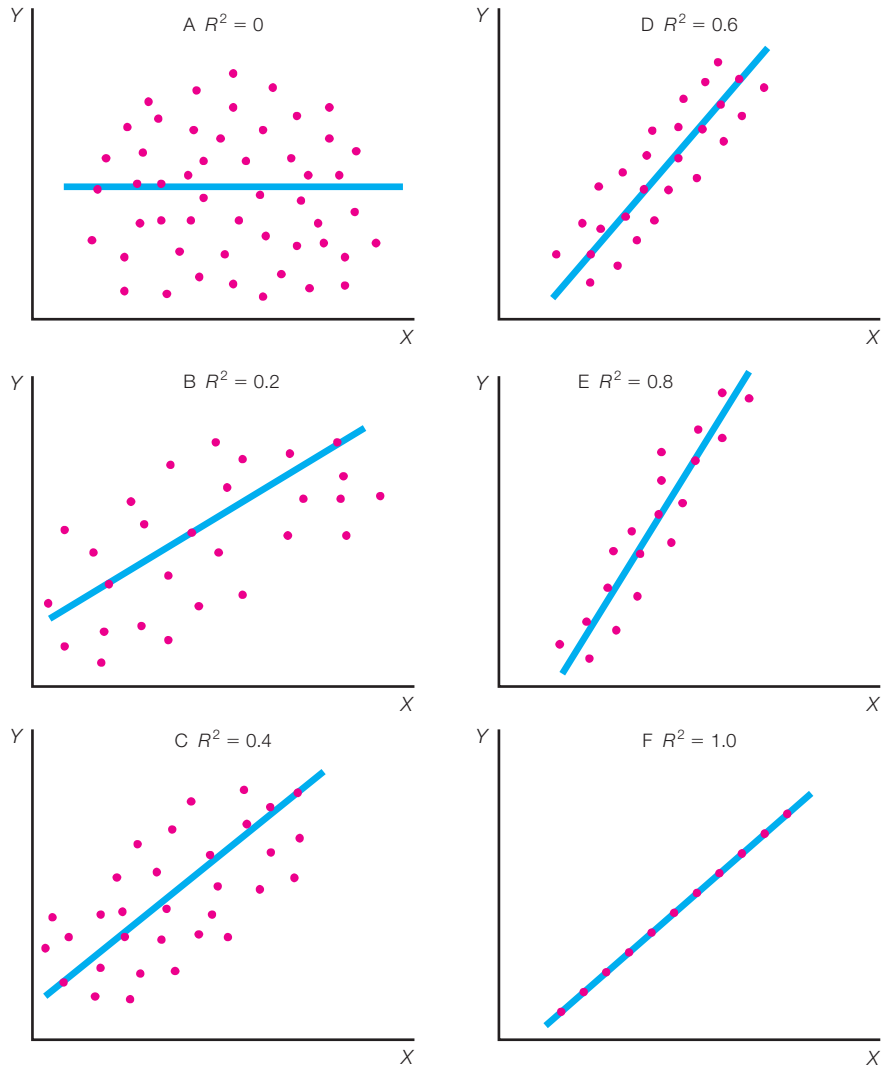 Y
A R² = 0
X
Y
B R² = 0.2
X
Y
C R² = 0.4
X
Y
D R² = 0.6
X
Y
E R² = 0.8
X
Y
F R² = 1.0
X